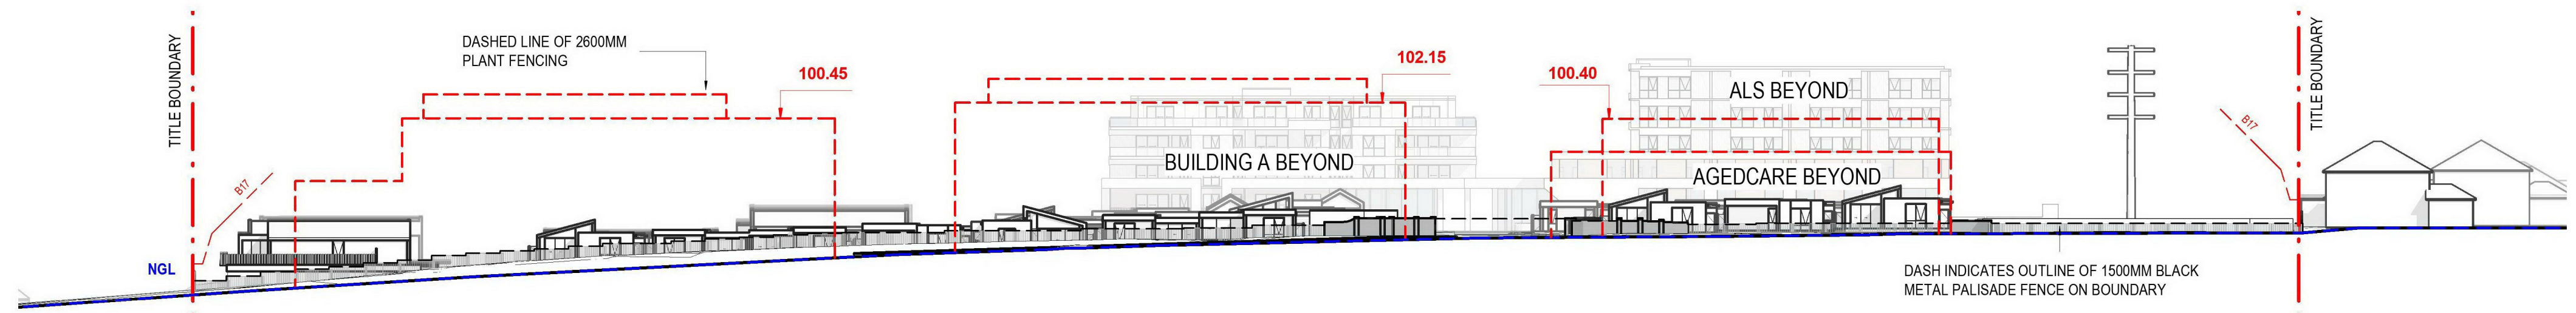 TITLE BOUNDARY
DASHED LINE OF 2600MM
PLANT FENCING
100.45
102.15
100.40
ALS BEYOND
BUILDING A BEYOND
AGEDCARE BEYOND
B17
B17
TITLE BOUNDARY
NGL
DASH INDICATES OUTLINE OF 1500MM BLACK
METAL PALISADE FENCE ON BOUNDARY